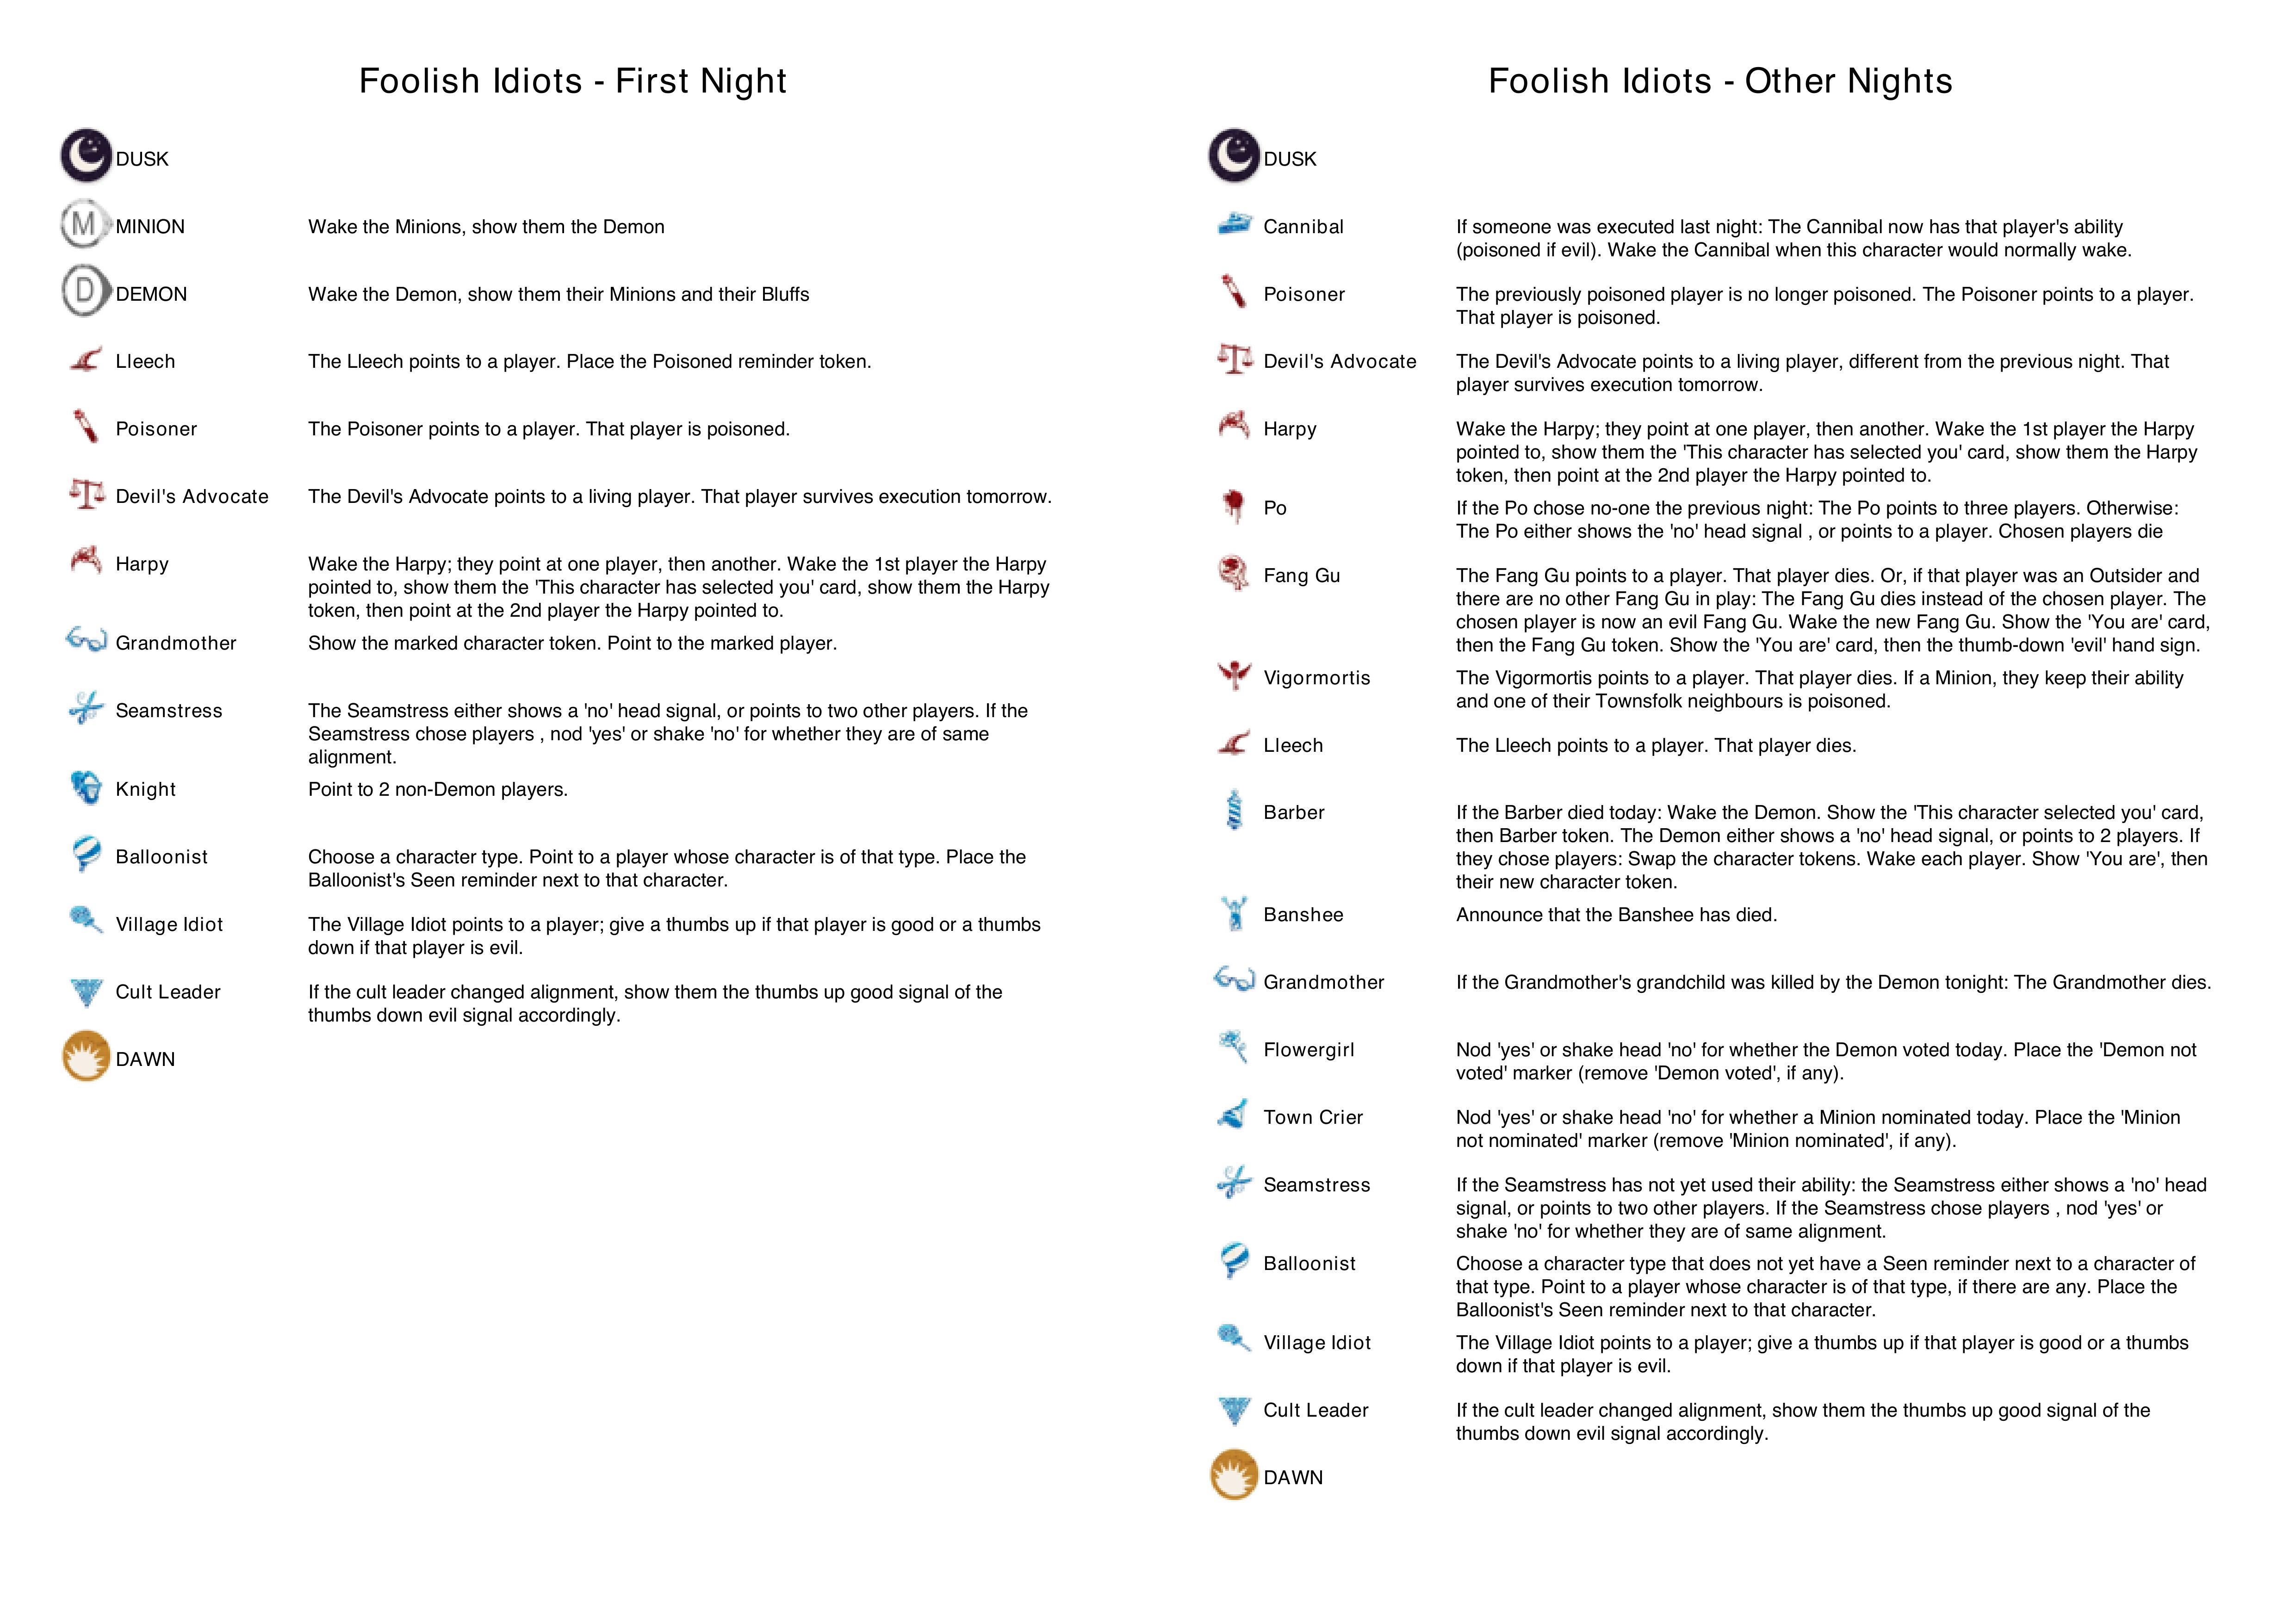 Foolish Idiots - First Night
DUSK
M
MINION
Wake the Minions, show them the Demon
D
DEMON
Wake the Demon, show them their Minions and their Bluffs
Lleech
The Lleech points to a player. Place the Poisoned reminder token.
Poisoner
The Poisoner points to a player. That player is poisoned.
Devil's Advocate
The Devil's Advocate points to a living player. That player survives execution tomorrow.
Harpy
Wake the Harpy; they point at one player, then another. Wake the 1st player the Harpy
pointed to, show them the 'This character has selected you' card, show them the Harpy
token, then point at the 2nd player the Harpy pointed to.
Grandmother
Show the marked character token. Point to the marked player.
Seamstress
The Seamstress either shows a 'no' head signal, or points to two other players. If the
Seamstress chose players , nod 'yes' or shake 'no' for whether they are of same
alignment.
Knight
Point to 2 non-Demon players.
Balloonist
Choose a character type. Point to a player whose character is of that type. Place the
Balloonist's Seen reminder next to that character.
Village Idiot
The Village Idiot points to a player; give a thumbs up if that player is good or a thumbs
down if that player is evil.
Cult Leader
If the cult leader changed alignment, show them the thumbs up good signal of the
thumbs down evil signal accordingly.
DAWN
Foolish Idiots - Other Nights
DUSK
Cannibal
If someone was executed last night: The Cannibal now has that player's ability
(poisoned if evil). Wake the Cannibal when this character would normally wake.
Poisoner
The previously poisoned player is no longer poisoned. The Poisoner points to a player.
That player is poisoned.
Devil's Advocate
The Devil's Advocate points to a living player, different from the previous night. That
player survives execution tomorrow.
Harpy
Wake the Harpy; they point at one player, then another. Wake the 1st player the Harpy
pointed to, show them the 'This character has selected you' card, show them the Harpy
token, then point at the 2nd player the Harpy pointed to.
Po
If the Po chose no-one the previous night: The Po points to three players. Otherwise:
The Po either shows the 'no' head signal , or points to a player. Chosen players die
Fang Gu
The Fang Gu points to a player. That player dies. Or, if that player was an Outsider and
there are no other Fang Gu in play: The Fang Gu dies instead of the chosen player. The
chosen player is now an evil Fang Gu. Wake the new Fang Gu. Show the 'You are' card,
then the Fang Gu token. Show the 'You are' card, then the thumb-down 'evil' hand sign.
Vigormortis
The Vigormortis points to a player. That player dies. If a Minion, they keep their ability
and one of their Townsfolk neighbours is poisoned.
Lleech
The Lleech points to a player. That player dies.
Barber
If the Barber died today: Wake the Demon. Show the 'This character selected you' card,
then Barber token. The Demon either shows a 'no' head signal, or points to 2 players. If
they chose players: Swap the character tokens. Wake each player. Show 'You are', then
their new character token.
Banshee
Announce that the Banshee has died.
Grandmother
If the Grandmother's grandchild was killed by the Demon tonight: The Grandmother dies.
Flowergirl
Nod 'yes' or shake head 'no' for whether the Demon voted today. Place the 'Demon not
voted' marker (remove 'Demon voted', if any).
Town Crier
Nod 'yes' or shake head 'no' for whether a Minion nominated today. Place the 'Minion
not nominated' marker (remove 'Minion nominated', if any).
Seamstress
If the Seamstress has not yet used their ability: the Seamstress either shows a 'no' head
signal, or points to two other players. If the Seamstress chose players , nod 'yes' or
shake 'no' for whether they are of same alignment.
Balloonist
Choose a character type that does not yet have a Seen reminder next to a character of
that type. Point to a player whose character is of that type, if there are any. Place the
Balloonist's Seen reminder next to that character.
Village Idiot
The Village Idiot points to a player; give a thumbs up if that player is good or a thumbs
down if that player is evil.
Cult Leader
If the cult leader changed alignment, show them the thumbs up good signal of the
thumbs down evil signal accordingly.
DAWN